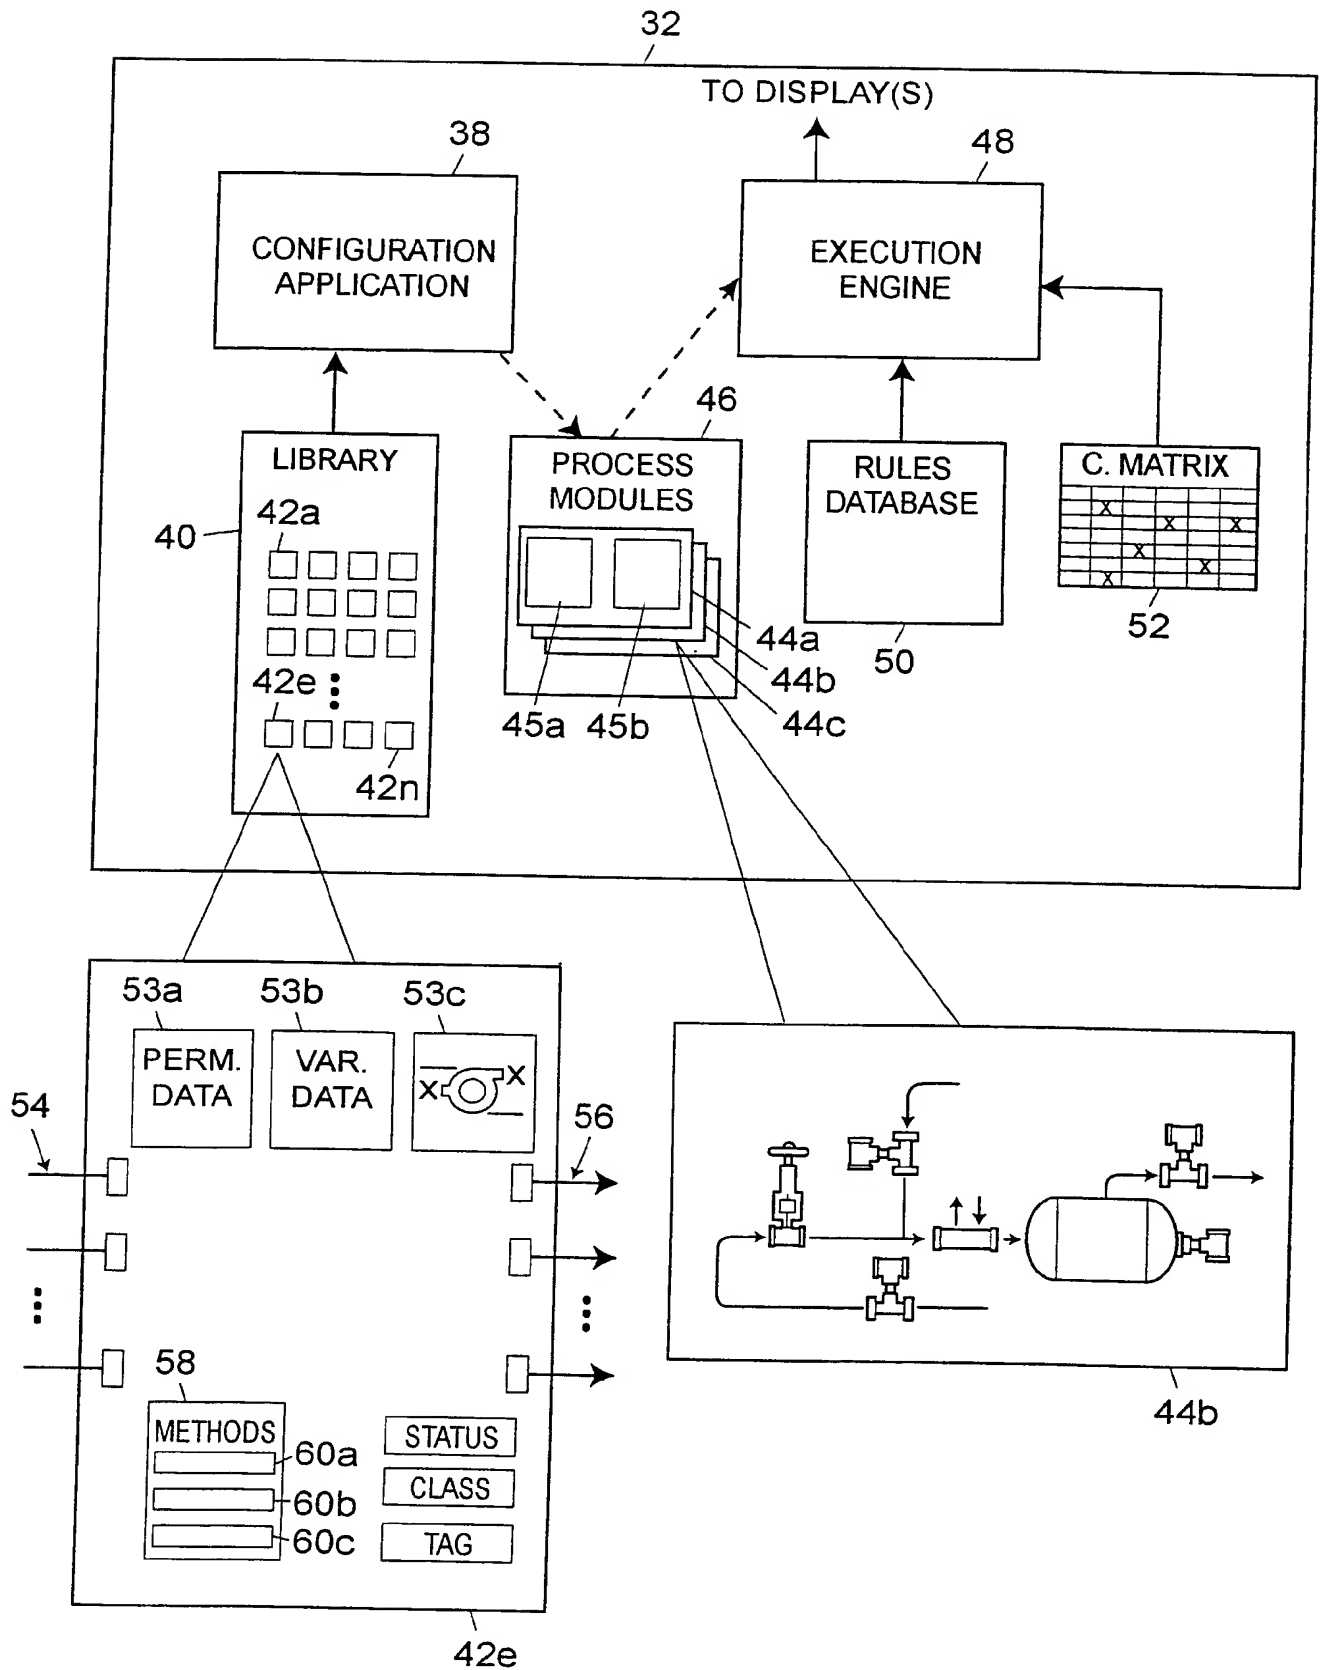 32
TO DISPLAY(S)
38
48
CONFIGURATION
APPLICATION
EXECUTION
ENGINE
46
LIBRARY
PROCESS
MODULES
RULES
DATABASE
C. MATRIX
X
X
X
X
X
X
40
42a
44a
44b
44c
45a
45b
50
52
42e
42n
53a
53b
53c
PERM.
DATA
VAR.
DATA
X
X
54
56
58
METHODS
60a
60b
60c
STATUS
CLASS
TAG
42e
44b